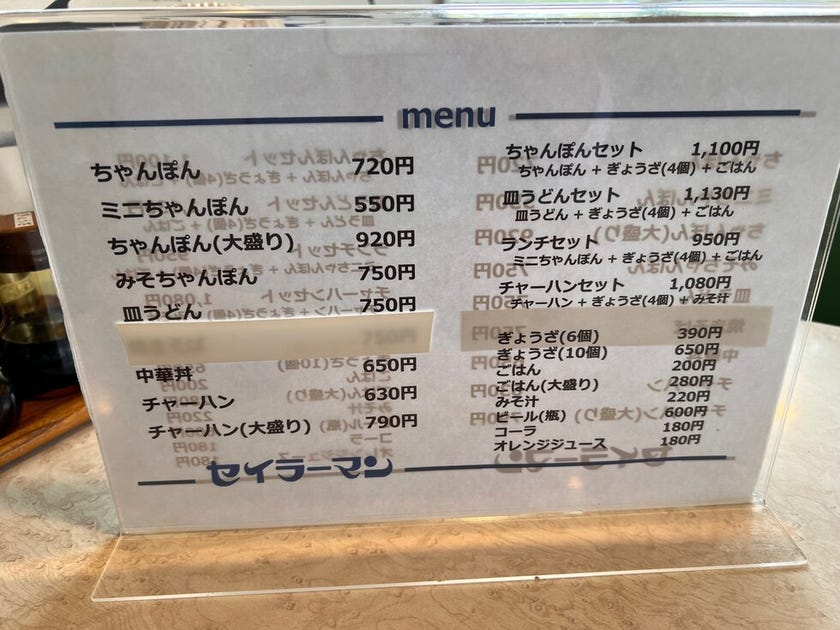 menu
ちゃんぽん 720円
ミニちゃんぽん 550円
ちゃんぽん(大盛り) 920円
みそちゃんぽん 750円
皿うどん 750円
中華丼 650円
チャーハン 630円
チャーハン(大盛り) 790円
ちゃんぽんセット 1,100円
ちゃんぽん + ぎょうざ(4個) + ごはん
皿うどんセット 1,130円
皿うどん + ぎょうざ(4個) + ごはん
ランチセット 950円
ミニちゃんぽん + ぎょうざ(4個) + ごはん
チャーハンセット 1,080円
チャーハン + ぎょうざ(4個) + みそ汁
ぎょうざ(6個) 390円
ぎょうざ(10個) 650円
ごはん 200円
ごはん(大盛り) 280円
みそ汁 220円
ビール(瓶) 600円
コーラ 180円
オレンジジュース 180円
セイラーマン